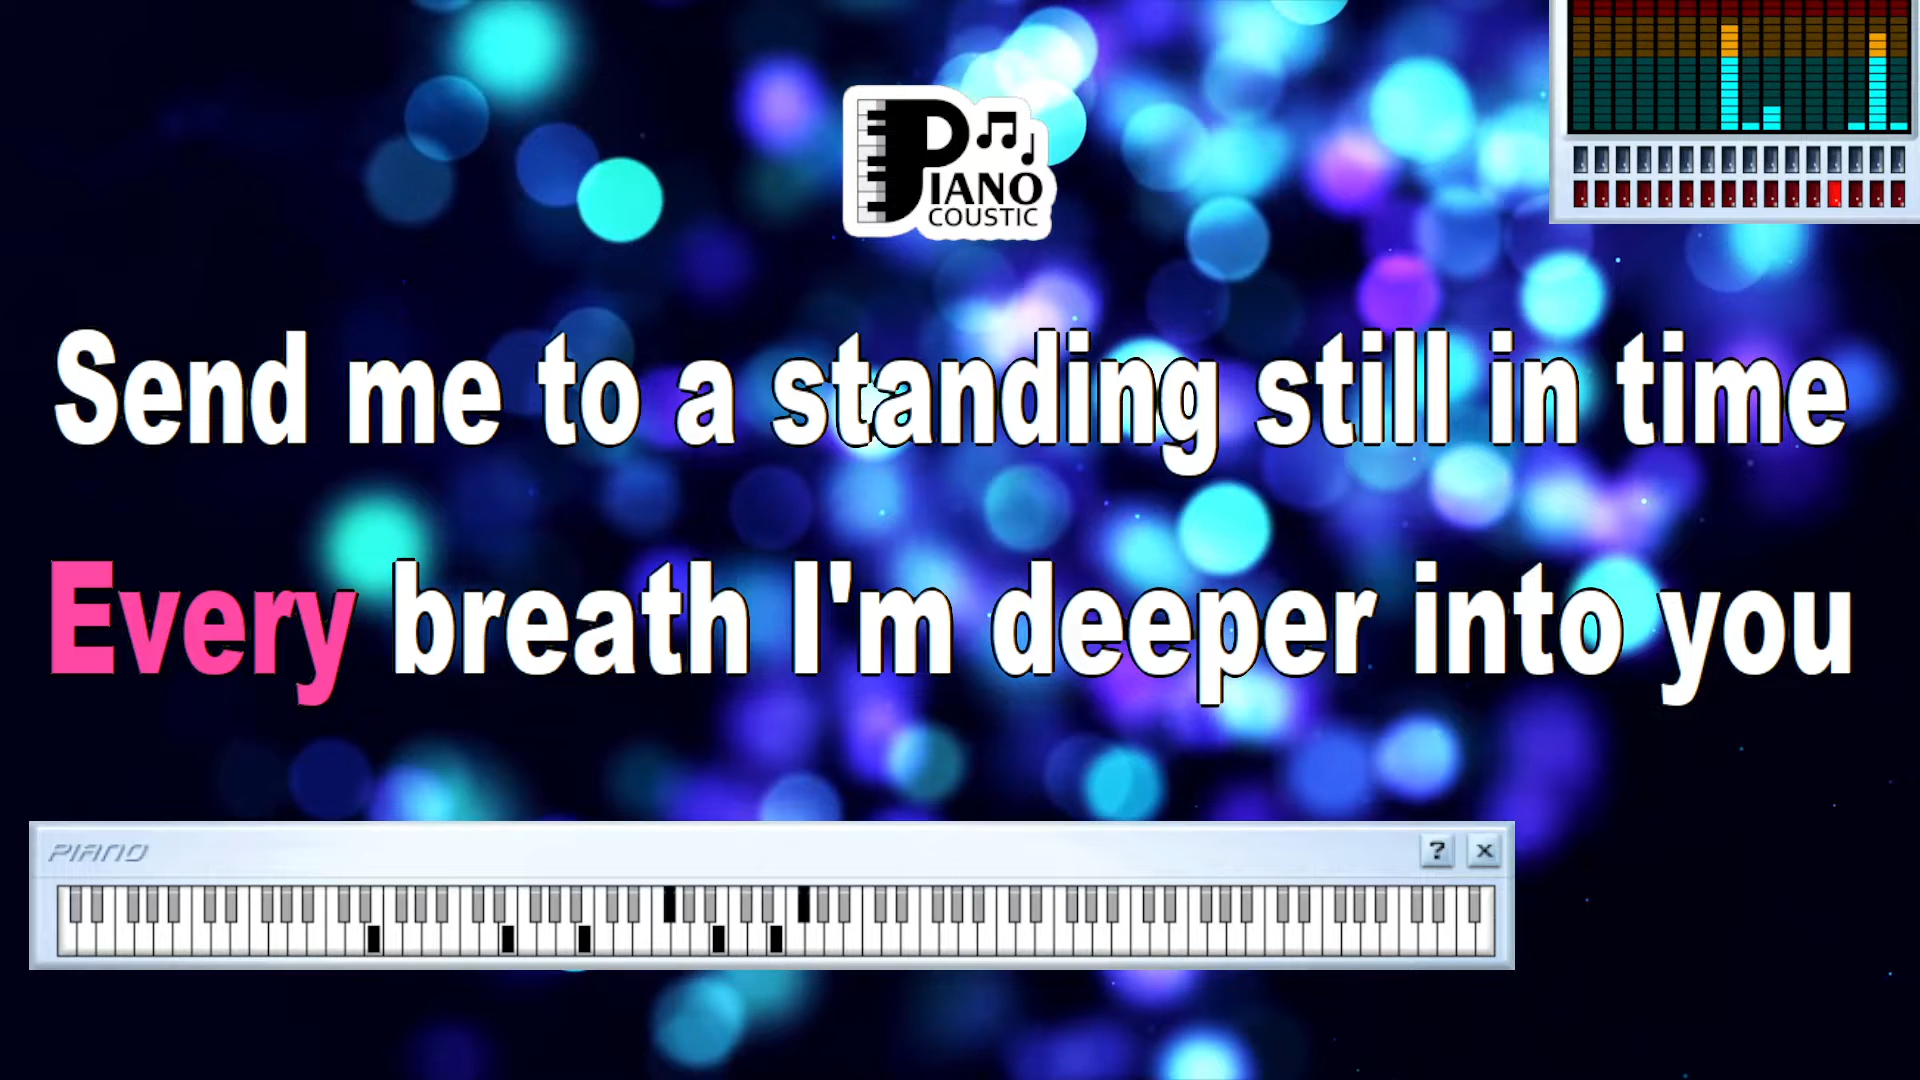 PIANO
COUSTIC
Send me to a standing still in time
Every breath I'm deeper into you
PIANO
?
x